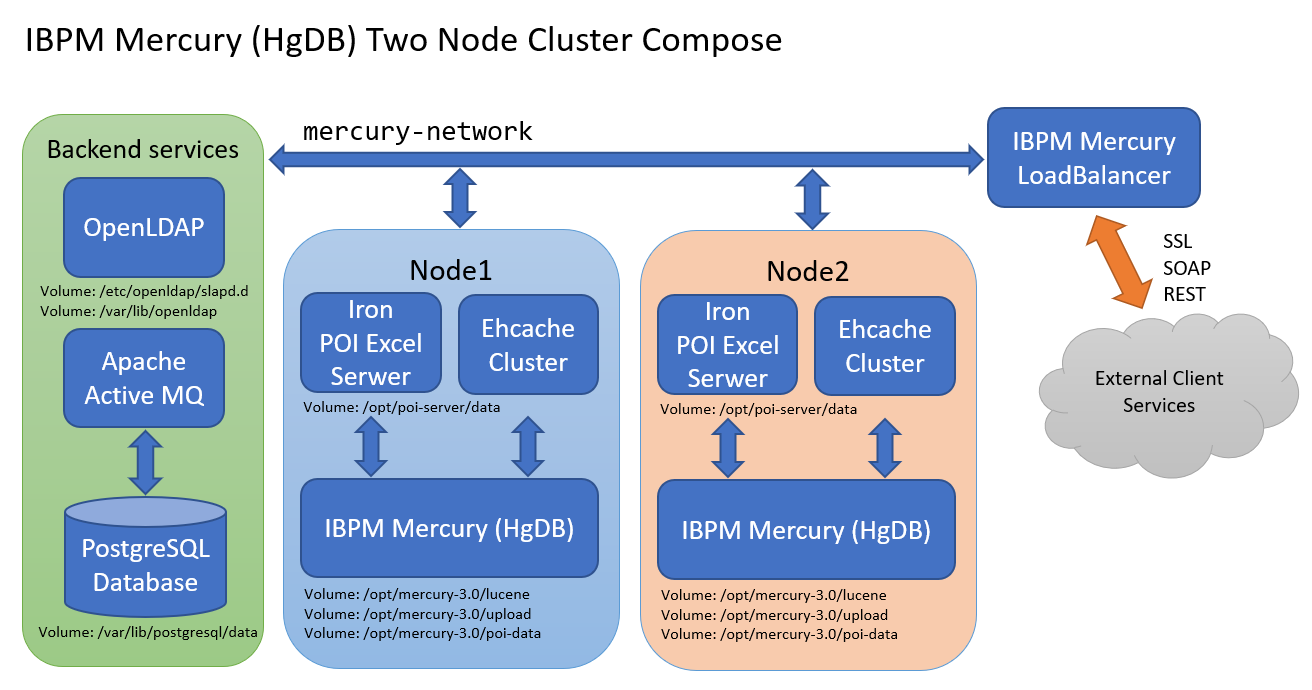 IBPM Mercury (HgDB) Two Node Cluster Compose
mercury-network
Backend services
OpenLDAP
Volume: /etc/openldap/slapd.d
Volume: /var/lib/openldap
Apache
Active MQ
PostgreSQL
Database
Volume: /var/lib/postgresql/data
Node1
Iron
POI Excel
Serwer
Ehcache
Cluster
Volume: /opt/poi-server/data
IBPM Mercury (HgDB)
Volume: /opt/mercury-3.0/lucene
Volume: /opt/mercury-3.0/upload
Volume: /opt/mercury-3.0/poi-data
Node2
Iron
POI Excel
Serwer
Ehcache
Cluster
Volume: /opt/poi-server/data
IBPM Mercury (HgDB)
Volume: /opt/mercury-3.0/lucene
Volume: /opt/mercury-3.0/upload
Volume: /opt/mercury-3.0/poi-data
IBPM Mercury
LoadBalancer
SSL
SOAP
REST
External Client
Services